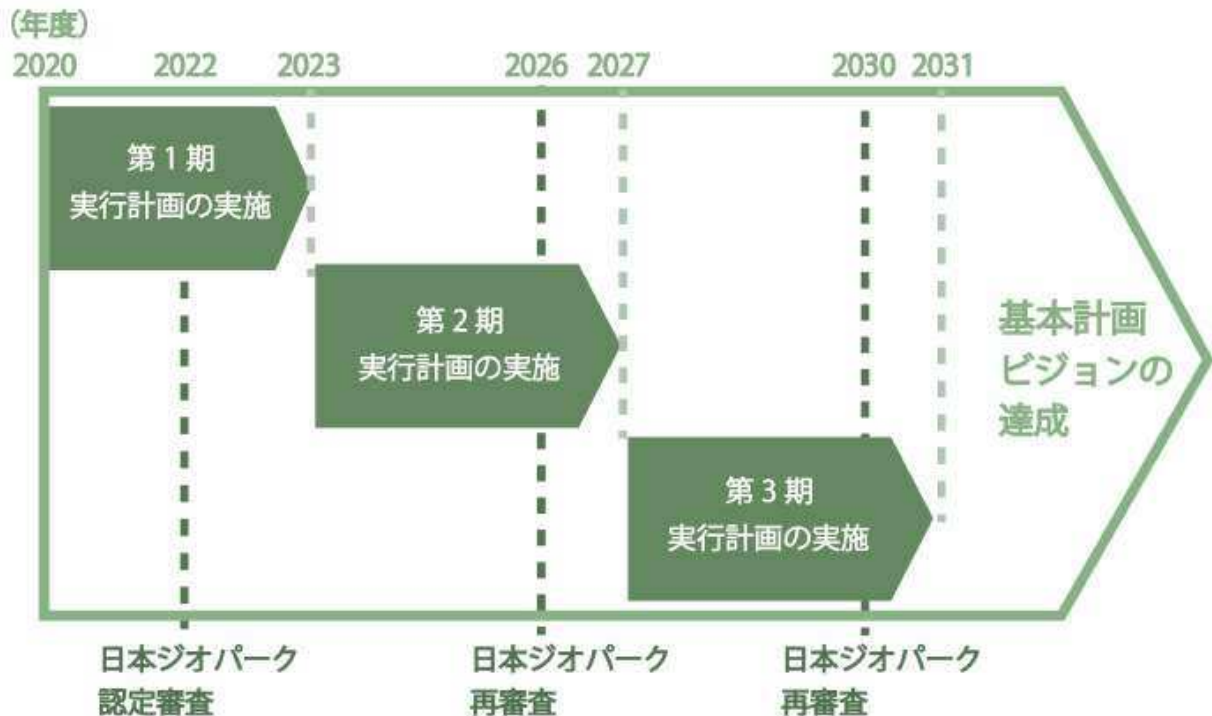 （年度）
2020 2022 2023 2026 2027 2030 2031
第 1 期
実行計画の実施
第 2 期
実行計画の実施
第 3 期
実行計画の実施
基本計画
ビジョンの
達成
日本ジオパーク
認定審査
日本ジオパーク
再審査
日本ジオパーク
再審査